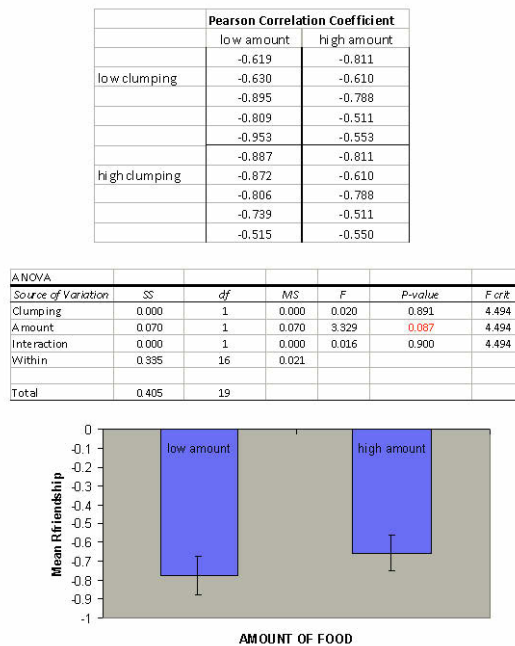 Pearson Correlation Coefficient
low amount high amount
-0.619 -0.811
low clumping -0.630 -0.610
-0.895 -0.788
-0.809 -0.511
-0.953 -0.553
-0.887 -0.811
high clumping -0.872 -0.610
-0.806 -0.788
-0.739 -0.511
-0.515 -0.550
ANOVA
Source of Variation SS df MS F P-value F crit
Clumping 0.000 1 0.000 0.020 0.891 4.494
Amount 0.070 1 0.070 3.329 0.087 4.494
Interaction 0.000 1 0.000 0.016 0.900 4.494
Within 0.335 16 0.021
Total 0.405 19
0
low amount high amount
-0.1
-0.2
-0.3
-0.4
-0.5
-0.6
-0.7
-0.8
-0.9
-1
Mean Rfriendship
AMOUNT OF FOOD